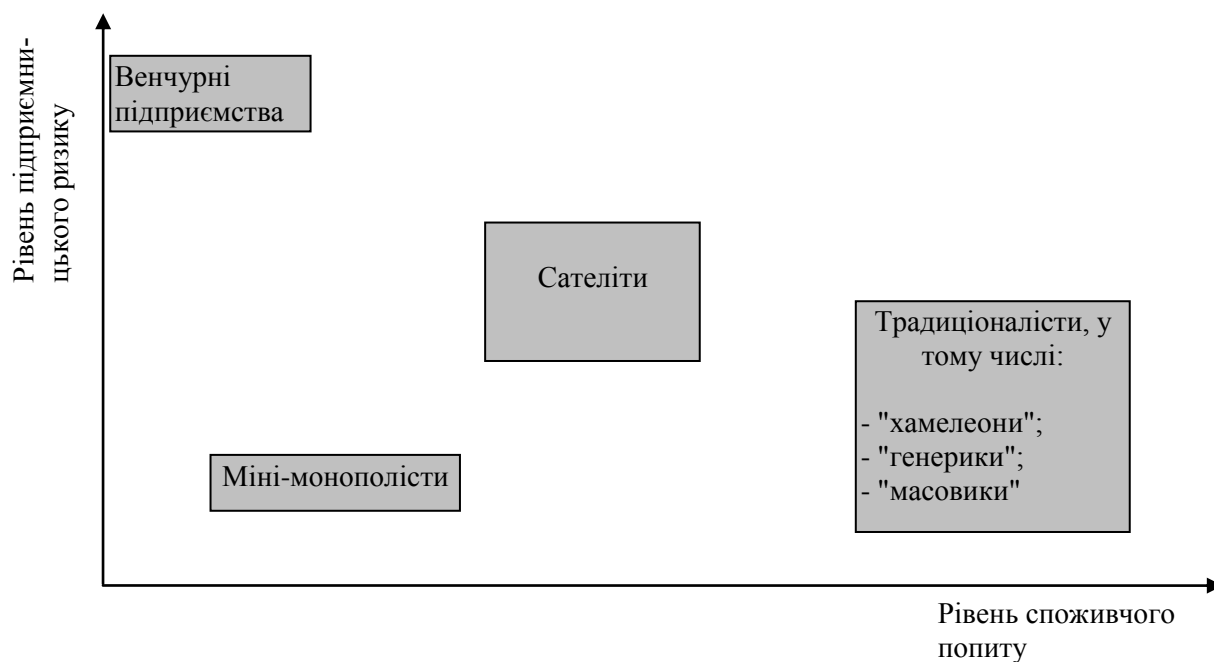 Рівень підприємни-
цького ризику
Венчурні
підприємства
Сателіти
Традиціоналісти, у
тому числі:
- "хамелеони";
- "генерики";
- "масовики"
Міні-монополісти
Рівень споживчого
попиту